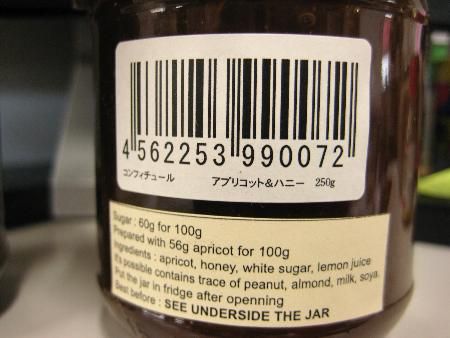 4 562253 990072
コンフィチュール アプリコット&ハニー 250g
Sugar : 60g for 100g
Prepared with 56g apricot for 100g
Ingredients : apricot, honey, white sugar, lemon juice
it's possible contains trace of peanut, almond, milk, soya.
Put the jar in fridge after openning
Best before : SEE UNDERSIDE THE JAR